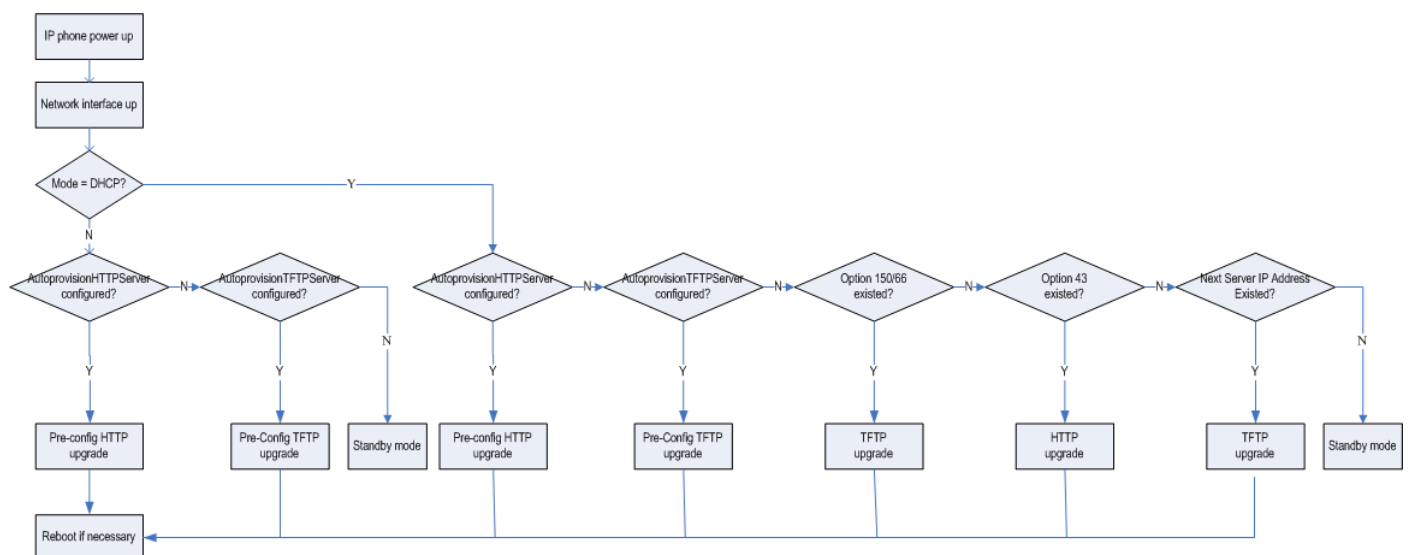 IP phone power up
Network interface up
Mode = DHCP?
Y
N
AutoprovisionHTTPServer
configured?
N
AutoprovisionTFTPServer
configured?
AutoprovisionHTTPServer
configured?
N
AutoprovisionTFTPServer
configured?
N
Option 150/66
existed?
N
Option 43
existed?
N
Next Server IP Address
Existed?
N
N
Y
Y
Y
Y
Y
Y
Y
Pre-config HTTP
upgrade
Pre-Config TFTP
upgrade
Standby mode
Pre-config HTTP
upgrade
Pre-Config TFTP
upgrade
TFTP
upgrade
HTTP
upgrade
TFTP
upgrade
Standby mode
Reboot if necessary